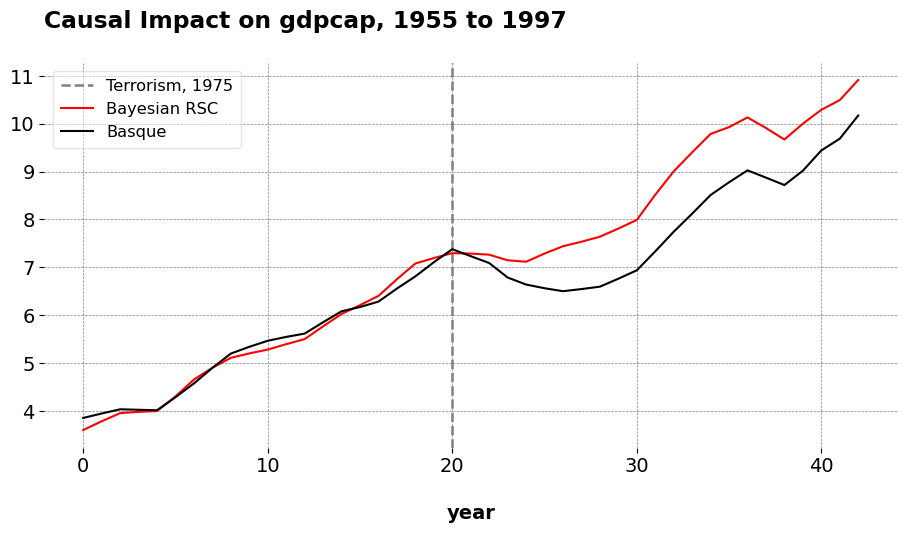 Causal Impact on gdpcap, 1955 to 1997
Terrorism, 1975
Bayesian RSC
Basque
11
10
9
8
7
6
5
4
0 10 20 30 40
year